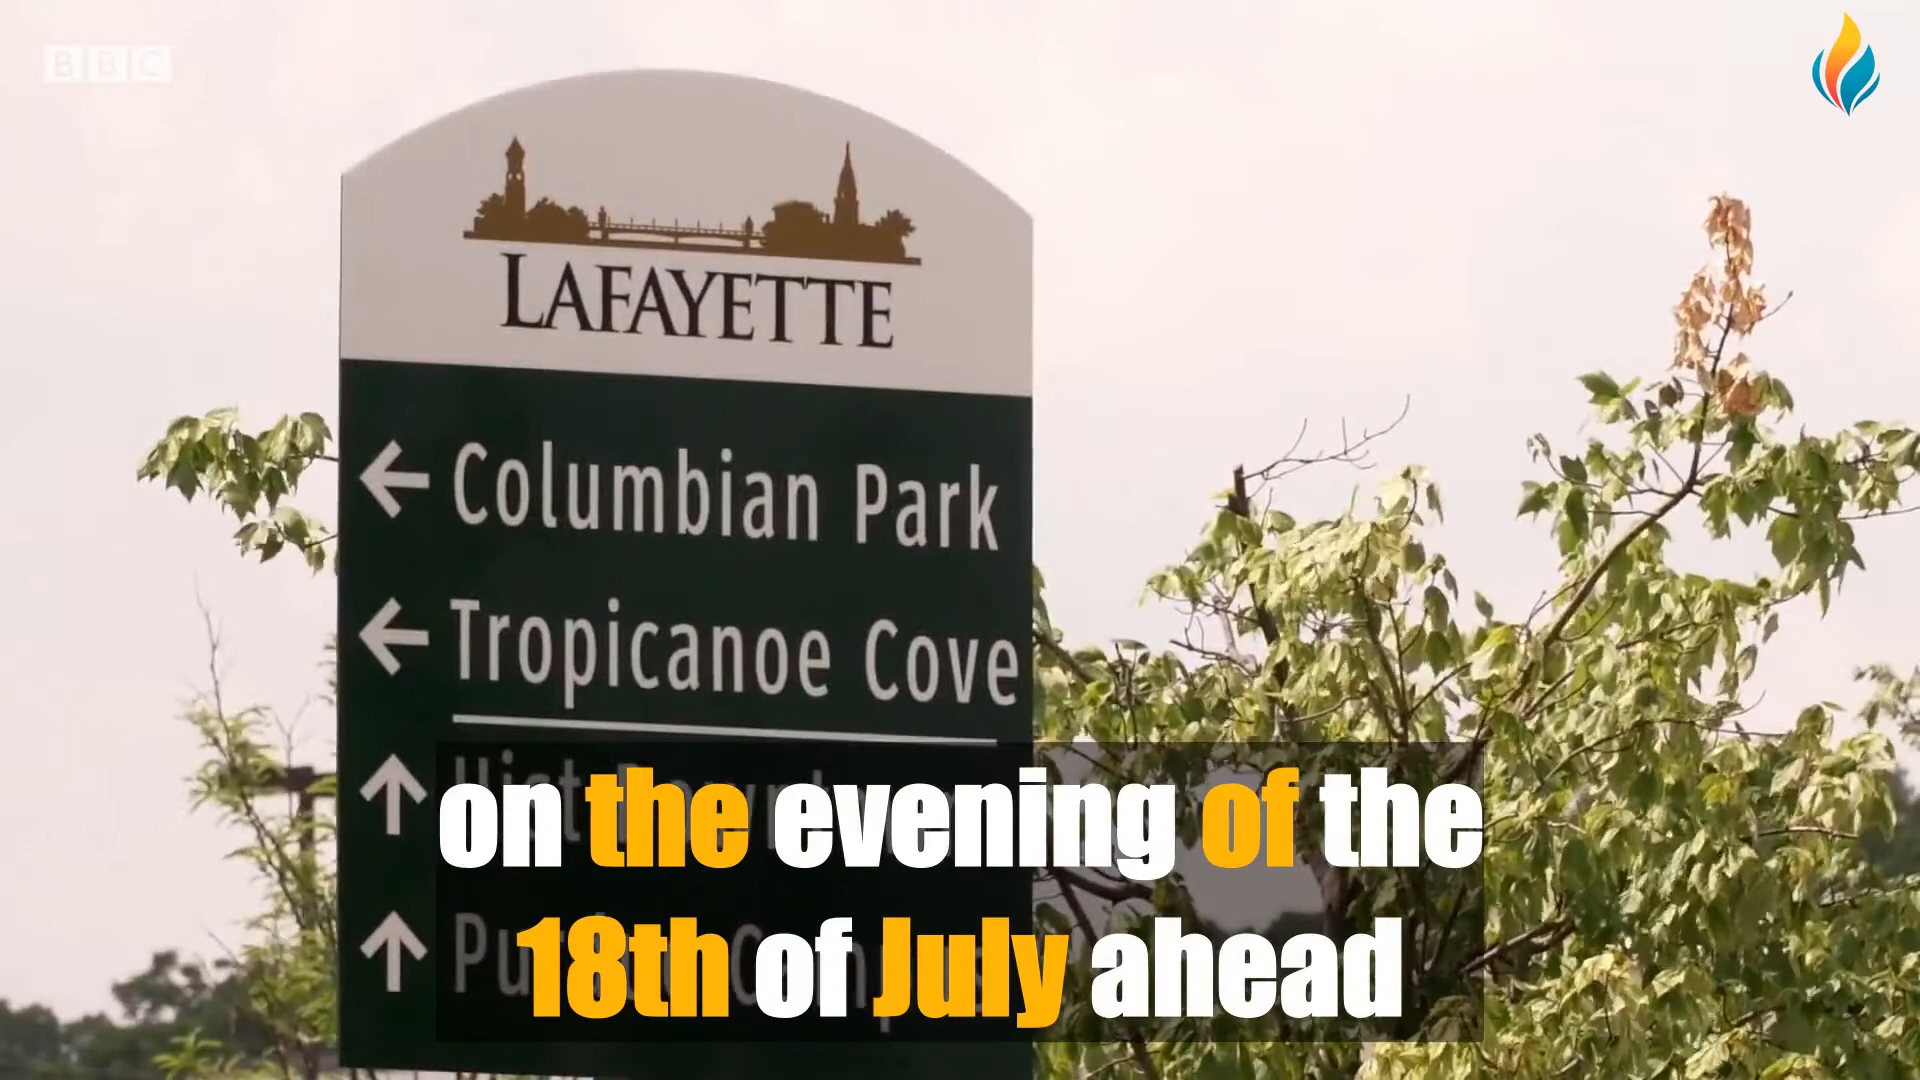 BBC
LAFAYETTE
← Columbian Park
← Tropicanoe Cove
↑
on the evening of the
↑
18th of July ahead